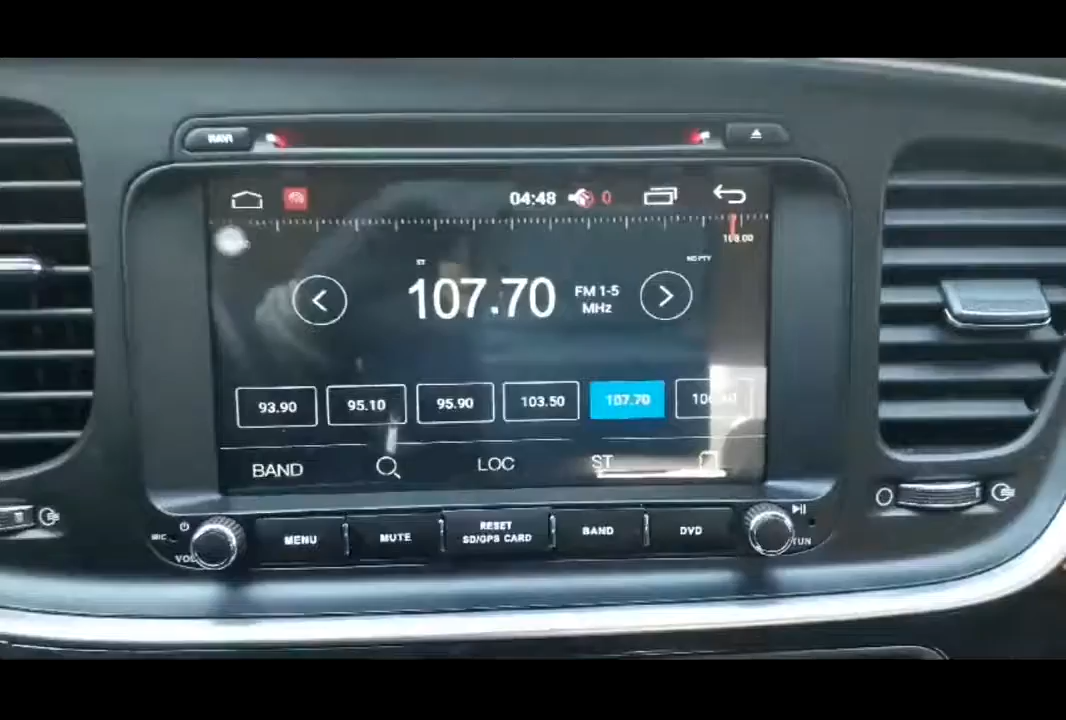 NAVI
04:48 0
108.00
ST
NO PTY
107.70
FM 1-5
MHz
93.90 95.10 95.90 103.50 107.70
BAND LOC ST
MIC
VOL
MENU
MUTE
RESET
SD/GPS CARD
BAND
DVD
TUN